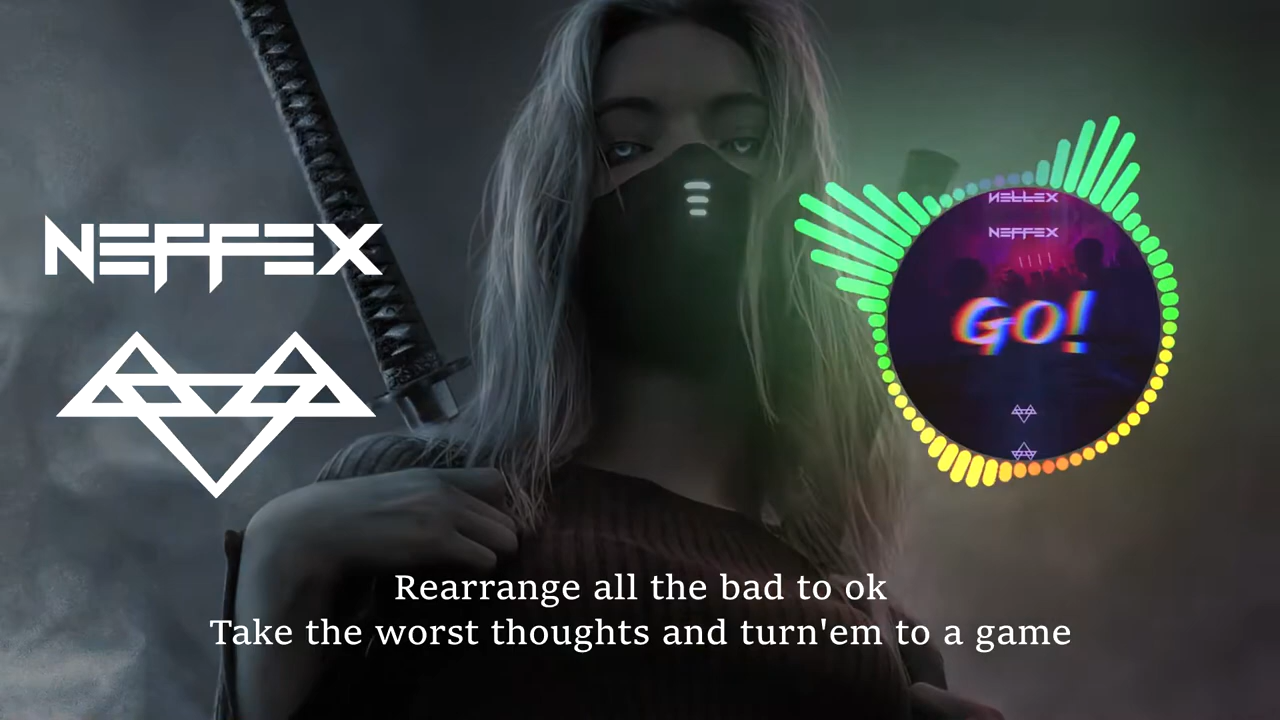 NEFFEX
NEFFEX
NEFFEX
GO!
Rearrange all the bad to ok
Take the worst thoughts and turn'em to a game